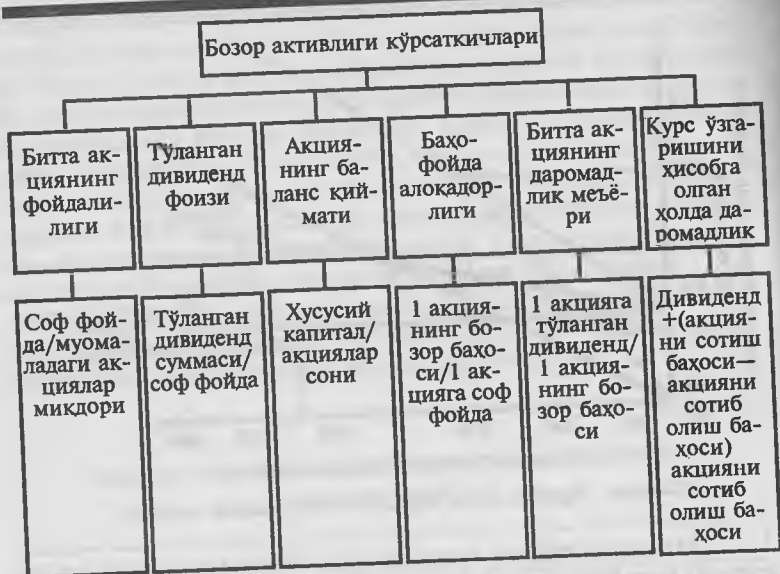 Бозор активлиги кўрсаткичлари
Битта ак-
циянинг
фойдали-
лиги
Тўланган
дивиденд
фоизи
Акция-
нинг ба-
ланс қий-
мати
Баҳо-
фойда
алоқадор-
лиги
Битта ак-
циянинг
даромад-
лик меъё-
ри
Курс ўзга-
ришини
ҳисобга
олган
ҳолда да-
ромадлик
Соф фой-
да/муома-
ладаги ак-
циялар
миқдори
Тўланган
дивиденд
суммаси/
соф фойда
Хусусий
капитал/
акциялар
сони
1 акция-
нинг бо-
зор баҳо-
си/1 ак-
цияга соф
фойда
1 акцияга
тўланган
дивиденд/
1 акция-
нинг бо-
зор баҳо-
си
Дивиденд
+(акция-
ни сотиш
баҳоси—
акцияни
сотиб
олиш ба-
ҳоси)
акцияни
сотиб
олиш ба-
ҳоси